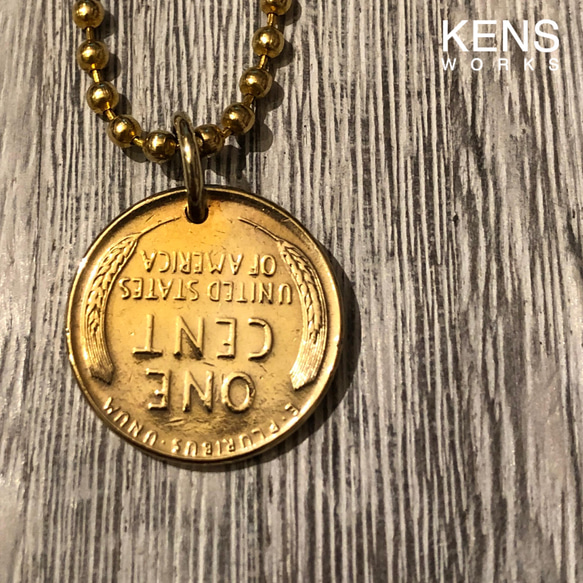 KENS
WORKS
E·PLURIBUS·UNUM
ONE
CENT
UNITED STATES
OF AMERICA